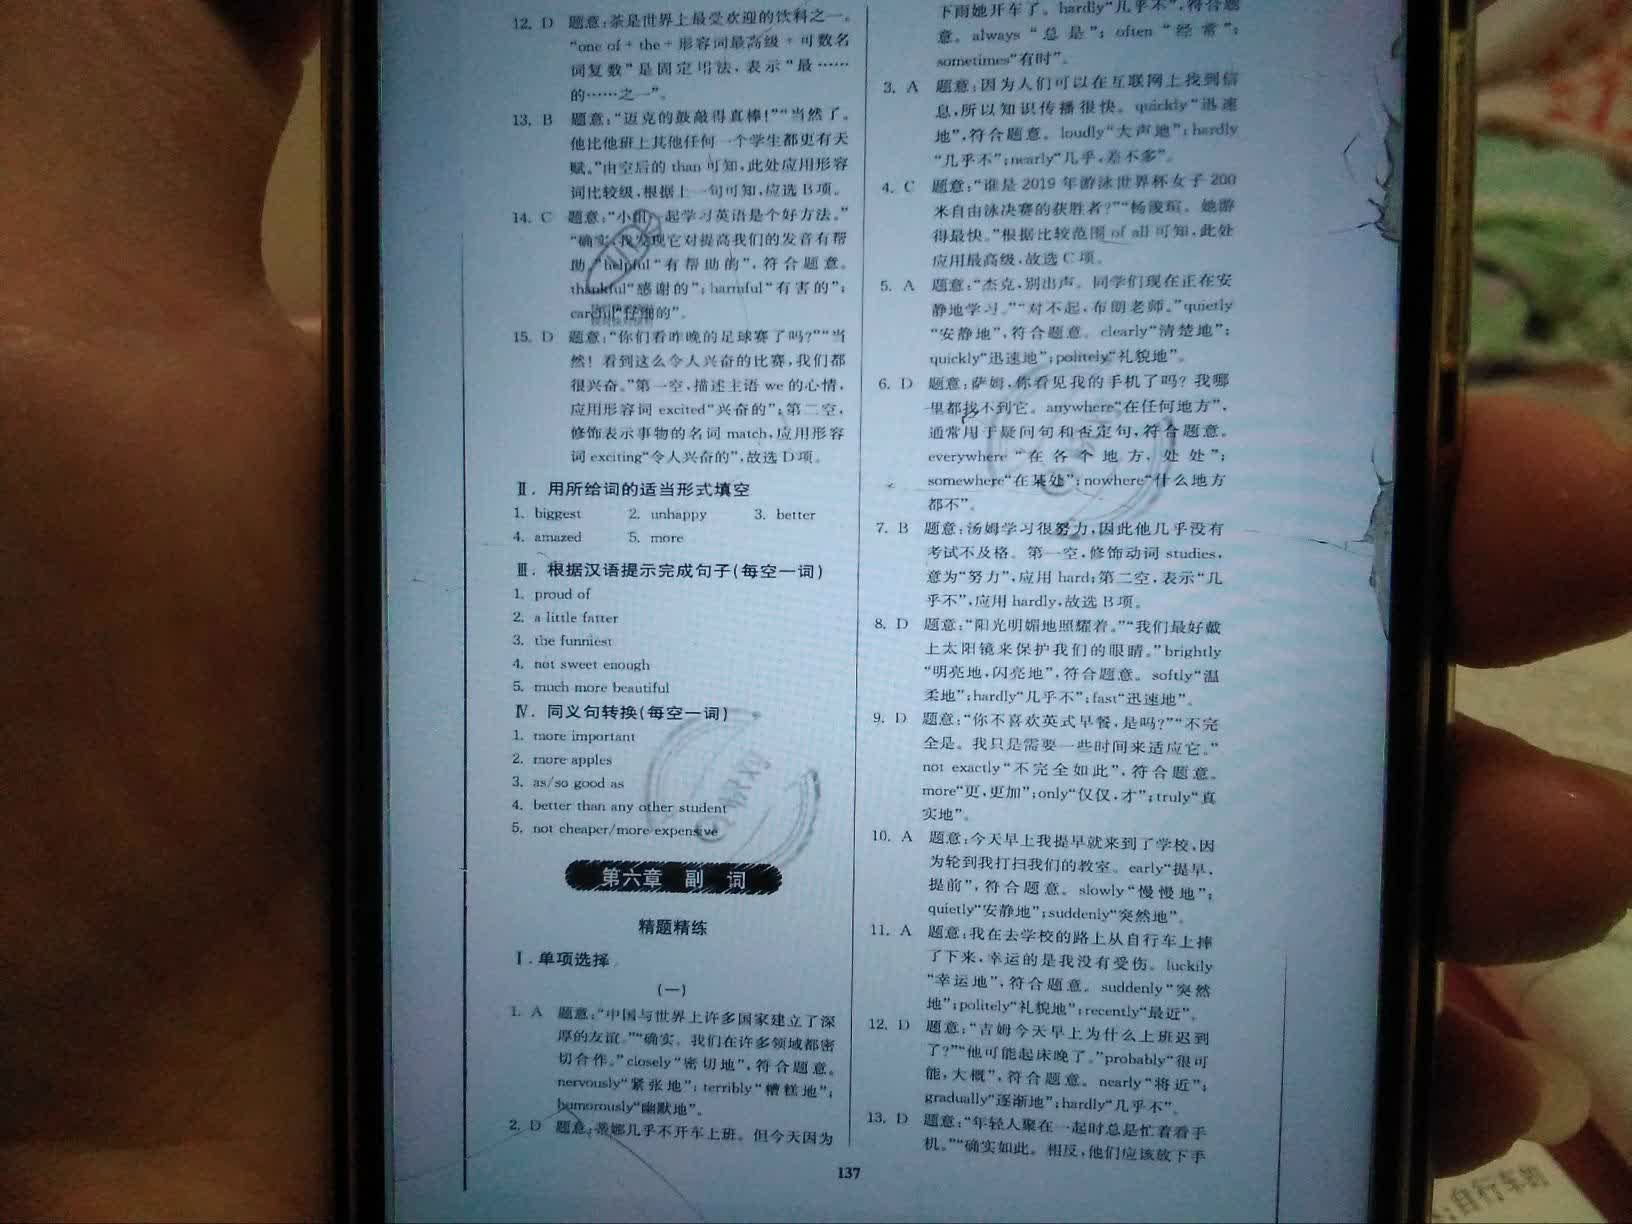 12. D 题意:茶是世界上最受欢迎的饮料之一。
“one of + the + 形容词最高级 + 可数名
词复数”是固定用法,表示“最……
的……之一”。
13. B 题意:“迈克的鼓敲得真棒!”“当然了。
他比他班上其他任何一个学生都更有天
赋。”由空后的 than 可知,此处应用形容
词比较级,根据上一句可知,应选 B 项。
14. C 题意:“小组一起学习英语是个好方法。”
“确实,我发现它对提高我们的发音有帮
助。”helpful“有帮助的”,符合题意。
thankful“感谢的”;harmful“有害的”;
careful“仔细的”。
15. D 题意:“你们看昨晚的足球赛了吗?”“当
然!看到这么令人兴奋的比赛,我们都
很兴奋。”第一空,描述主语 we 的心情,
应用形容词 excited“兴奋的”;第二空,
修饰表示事物的名词 match,应用形容
词 exciting“令人兴奋的”,故选 D 项。
Ⅱ. 用所给词的适当形式填空
1. biggest 2. unhappy 3. better
4. amazed 5. more
Ⅲ. 根据汉语提示完成句子(每空一词)
1. proud of
2. a little fatter
3. the funniest
4. not sweet enough
5. much more beautiful
Ⅳ. 同义句转换(每空一词)
1. more important
2. more apples
3. as/so good as
4. better than any other student
5. not cheaper/more expensive
第六章 副 词
精题精练
Ⅰ. 单项选择
(一)
1. A 题意:“中国与世界上许多国家建立了深
厚的友谊。”“确实。我们在许多领域都密
切合作。”closely“密切地”,符合题意。
nervously“紧张地”;terribly“糟糕地”;
humorously“幽默地”。
2. D 题意:蒂娜几乎不开车上班。但今天因为
137
下雨她开车了。hardly“几乎不”,符合题
意。always“总是”;often“经常”;
sometimes“有时”。
3. A 题意:因为人们可以在互联网上找到信
息,所以知识传播很快。quickly“迅速
地”,符合题意。loudly“大声地”;hardly
“几乎不”;nearly“几乎,差不多”。
4. C 题意:“谁是 2019 年游泳世界杯女子 200
米自由泳决赛的获胜者?”“杨浚瑄。她游
得最快。”根据比较范围 of all 可知,此处
应用最高级,故选 C 项。
5. A 题意:“杰克,别出声。同学们现在正在安
静地学习。”“对不起,布朗老师。”quietly
“安静地”,符合题意。clearly“清楚地”;
quickly“迅速地”;politely“礼貌地”。
6. D 题意:萨姆,你看见我的手机了吗?我哪
里都找不到它。anywhere“在任何地方”,
通常用于疑问句和否定句,符合题意。
everywhere“在各个地方,处处”;
somewhere“在某处”;nowhere“什么地方
都不”。
7. B 题意:汤姆学习很努力,因此他几乎没有
考试不及格。第一空,修饰动词 studies,
意为“努力”,应用 hard;第二空,表示“几
乎不”,应用 hardly,故选 B 项。
8. D 题意:“阳光明媚地照耀着。”“我们最好戴
上太阳镜来保护我们的眼睛。”brightly
“明亮地,闪亮地”,符合题意。softly“温
柔地”;hardly“几乎不”;fast“迅速地”。
9. D 题意:“你不喜欢英式早餐,是吗?”“不完
全是。我只是需要一些时间来适应它。”
not exactly“不完全如此”,符合题意。
more“更,更加”;only“仅仅,才”;truly“真
实地”。
10. A 题意:今天早上我提早就来到了学校,因
为轮到我打扫我们的教室。early“提早,
提前”,符合题意。slowly“慢慢地”;
quietly“安静地”;suddenly“突然地”。
11. A 题意:我在去学校的路上从自行车上摔
了下来,幸运的是我没有受伤。luckily
“幸运地”,符合题意。suddenly“突然
地”;politely“礼貌地”;recently“最近”。
12. D 题意:“吉姆今天早上为什么上班迟到
了?”“他可能起床晚了。”probably“很可
能,大概”,符合题意。nearly“将近”;
gradually“逐渐地”;hardly“几乎不”。
13. D 题意:“年轻人聚在一起时总是忙着看手
机。”“确实如此。相反,他们应该放下手
自行车的